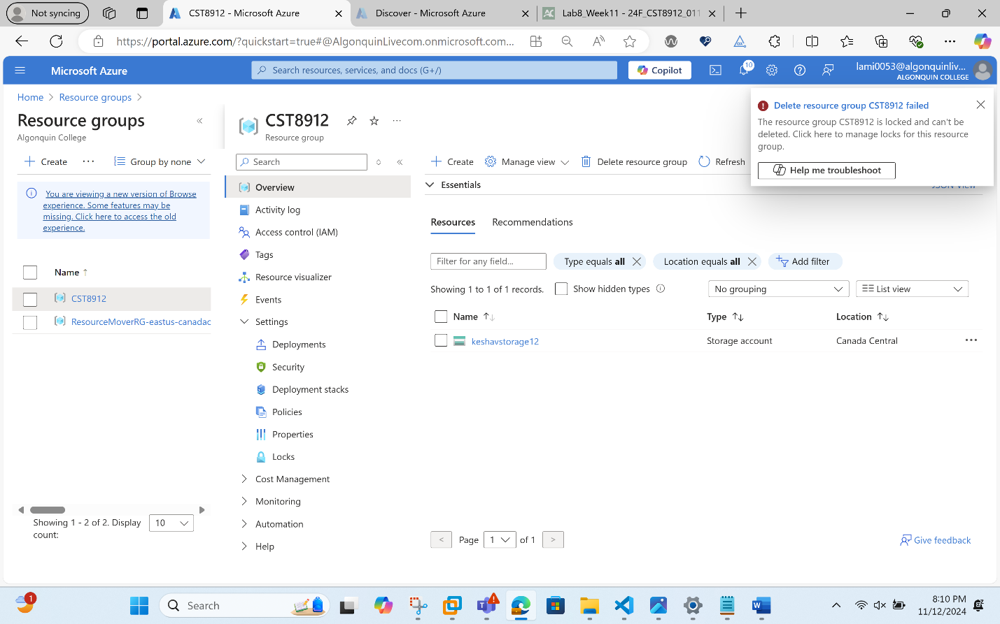 Not syncing
CST8912 - Microsoft Azure
Discover - Microsoft Azure
Lab8_Week11 - 24F_CST8912_011
https://portal.azure.com/?quickstart=true#@AlgonquinLivecom.onmicrosoft.com...
Microsoft Azure
Search resources, services, and docs (G+/)
Copilot
10
lami0053@algonquinliv...
ALGONQUIN COLLEGE
Home > Resource groups >
Resource groups
Algonquin College
Create
Group by none
You are viewing a new version of Browse
experience. Some features may be
missing. Click here to access the old
experience.
Name ↑
CST8912
ResourceMoverRG-eastus-canadac
Showing 1 - 2 of 2. Display
count:
10
CST8912
Resource group
Search
Overview
Activity log
Access control (IAM)
Tags
Resource visualizer
Events
Settings
Deployments
Security
Deployment stacks
Policies
Properties
Locks
Cost Management
Monitoring
Automation
Help
Create
Manage view
Delete resource group
Refresh
Essentials
JSON View
Delete resource group CST8912 failed
The resource group CST8912 is locked and can't be
deleted. Click here to manage locks for this resource
group.
Help me troubleshoot
Resources
Recommendations
Filter for any field...
Type equals all
Location equals all
Add filter
Showing 1 to 1 of 1 records.
Show hidden types
No grouping
List view
Name ↑↓
Type ↑↓
Location ↑↓
keshavstorage12
Storage account
Canada Central
< Page 1 of 1 >
Give feedback
1
Search
8:10 PM
11/12/2024